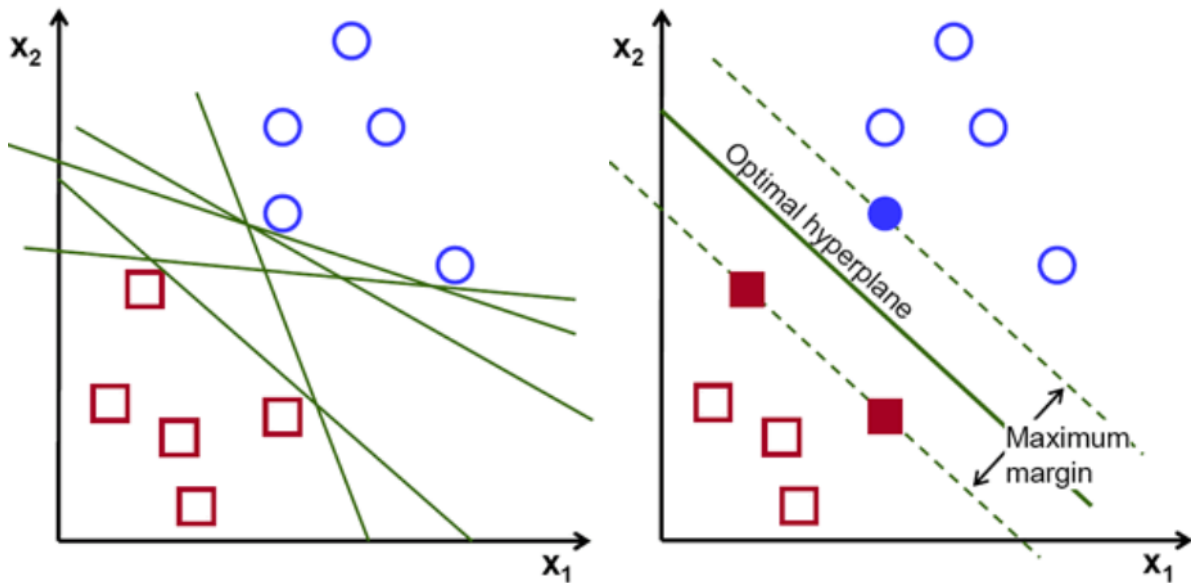 x₂
x₁
x₂
Optimal hyperplane
Maximum
margin
x₁